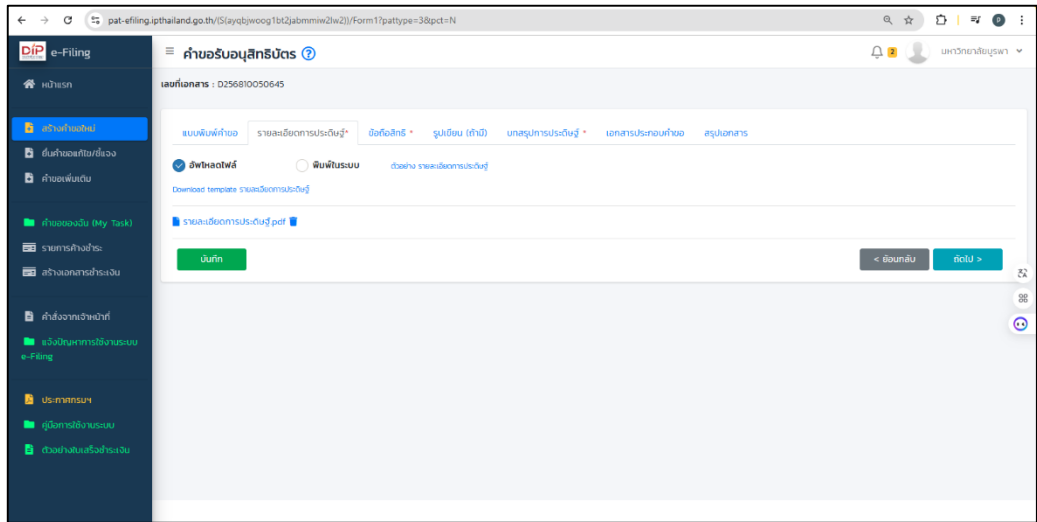 pat-efiling.ipthailand.go.th/(S(ayqbjwoog1bt2jabmmiw2lw2))/Form1?pattype=3&pct=N
DIP e-Filing
คำขอรับอนุสิทธิบัตร ?
2
มหาวิทยาลัยบูรพา
หน้าแรก
เลขที่เอกสาร : D256810050645
สร้างคำขอใหม่
ยื่นคำขอแก้ไข/ชี้แจง
คำขอเพิ่มเติม
แบบพิมพ์คำขอ รายละเอียดการประดิษฐ์* ข้อถือสิทธิ * รูปเขียน (ถ้ามี) บทสรุปการประดิษฐ์ * เอกสารประกอบคำขอ สรุปเอกสาร
อัพโหลดไฟล์ พิมพ์ในระบบ ตัวอย่าง รายละเอียดการประดิษฐ์
Download template รายละเอียดการประดิษฐ์
รายละเอียดการประดิษฐ์.pdf
บันทึก < ย้อนกลับ ถัดไป >
คำขอของฉัน (My Task)
รายการค้างชำระ
สร้างเอกสารชำระเงิน
คำสั่งจากเจ้าหน้าที่
แจ้งปัญหาการใช้งานระบบ
e-Filing
ประกาศกรมฯ
คู่มือการใช้งานระบบ
ตัวอย่างใบเสร็จชำระเงิน